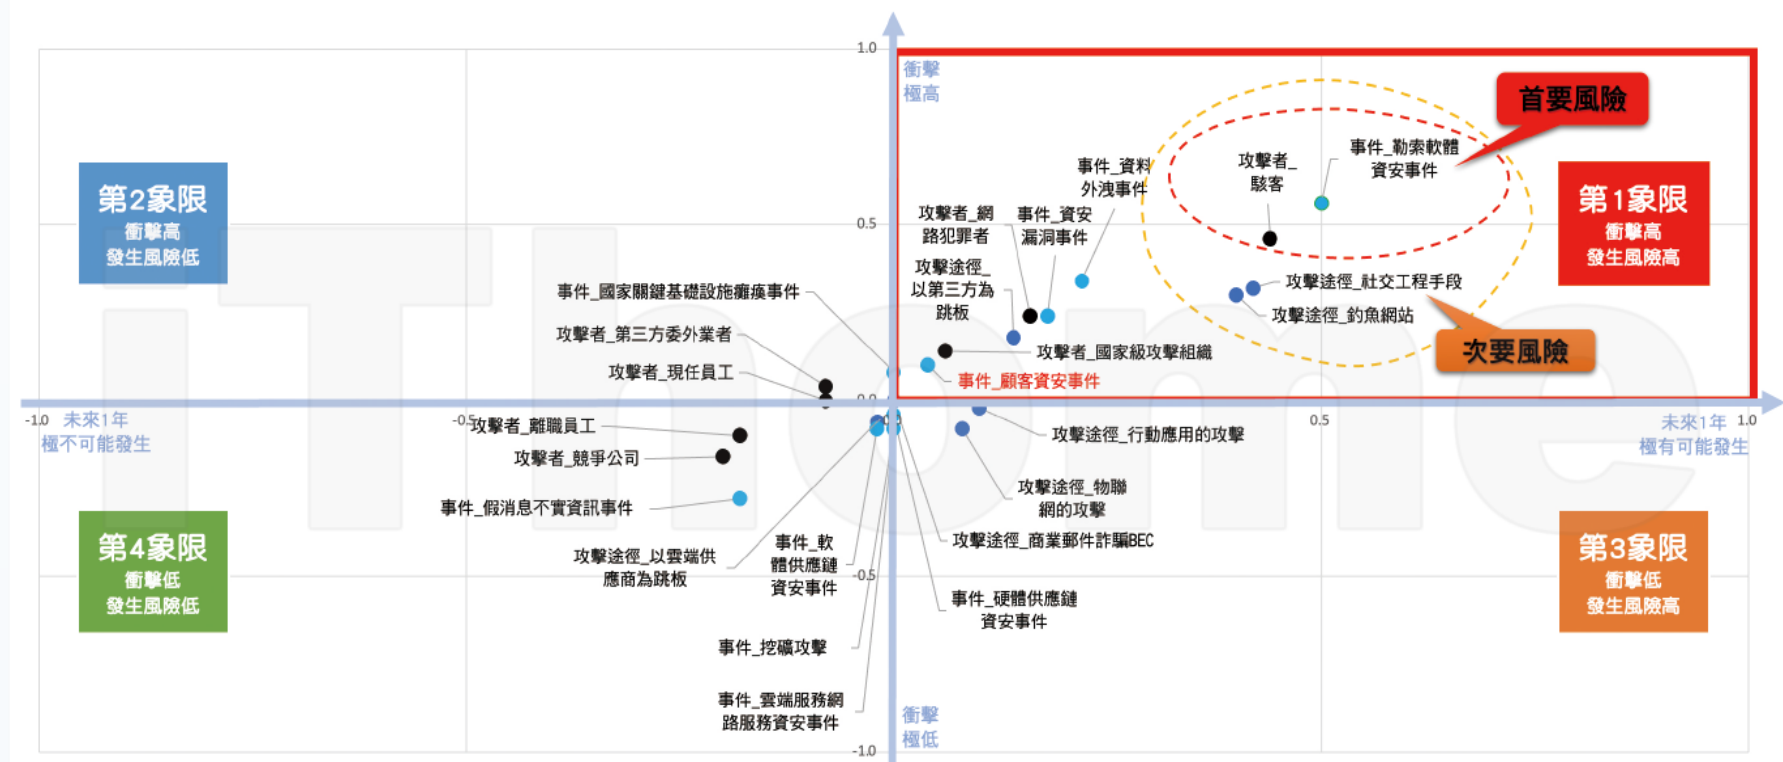 1.0
衝擊
極高
首要風險
事件_勒索軟體
資安事件
攻擊者_
駭客
事件_資料
外洩事件
第2象限
衝擊高
發生風險低
第1象限
衝擊高
發生風險高
攻擊者_網
路犯罪者
事件_資安
漏洞事件
0.5
攻擊途徑_
以第三方為
跳板
攻擊途徑_社交工程手段
事件_國家關鍵基礎設施癱瘓事件
攻擊途徑_釣魚網站
攻擊者_第三方委外業者
次要風險
攻擊者_國家級攻擊組織
攻擊者_現任員工
事件_顧客資安事件
0.0
-1.0
未來1年
極不可能發生
-0.5
0.0
0.5
未來1年
極有可能發生
1.0
攻擊者_離職員工
攻擊途徑_行動應用的攻擊
攻擊者_競爭公司
事件_假消息不實資訊事件
攻擊途徑_物聯
網的攻擊
攻擊途徑_商業郵件詐騙BEC
第4象限
衝擊低
發生風險低
第3象限
衝擊低
發生風險高
攻擊途徑_以雲端供
應商為跳板
事件_軟
體供應鏈
資安事件
-0.5
事件_硬體供應鏈
資安事件
事件_挖礦攻擊
事件_雲端服務網
路服務資安事件
衝擊
極低
-1.0
iThome